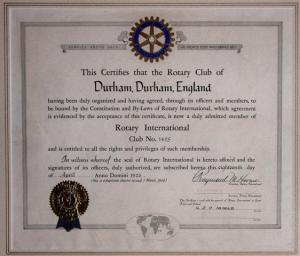 This Certifies that the Rotary Club of
Durham, Durham, England
having been duly organized and having agreed, through its officers and members, to
be bound by the Constitution and By-Laws of Rotary International, which agreement
is evidenced by the acceptance of this certificate, is now a duly admitted member of
Rotary International
Club No.
and is entitled to all the rights and privileges of such membership.
In witness whereof the seal of Rotary International is hereto affixed and the
signatures of its officers, duly authorized, are subscribed hereto this eighteenth day
of April Anno Domini